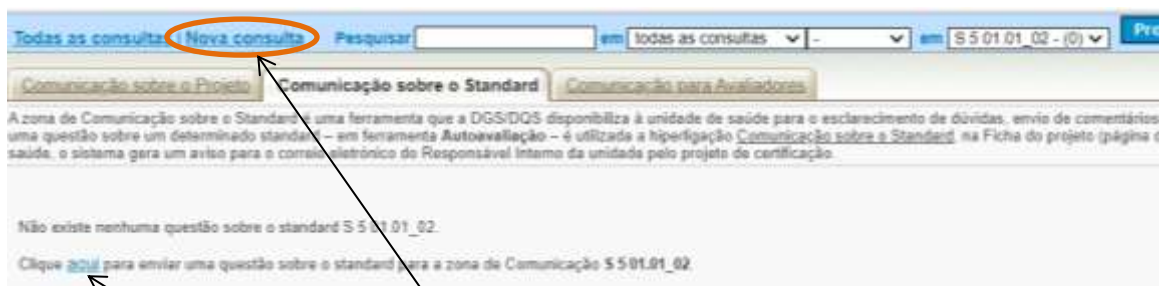 Todas as consultas | Nova consulta Pesquisar em todas as consultas - em S 5 01.01_02 - (0)
Comunicação sobre o Projeto Comunicação sobre o Standard Comunicação para Avaliadores
A zona de Comunicação sobre o Standard é uma ferramenta que a DGS/DQS disponibiliza à unidade de saúde para o esclarecimento de dúvidas, envio de comentários
uma questão sobre um determinado standard – em ferramenta Autoavaliação – é utilizada a hiperligação Comunicação sobre o Standerd, na Ficha do projeto (página
saúde, o sistema gera um aviso para o correio eletrónico do Responsável Interno da unidade pelo projeto de certificação.
Não existe nenhuma questão sobre o standard S 5 01.01_02.
Clique aqui para enviar uma questão sobre o standard para a zona de Comunicação S 5 01.01_02